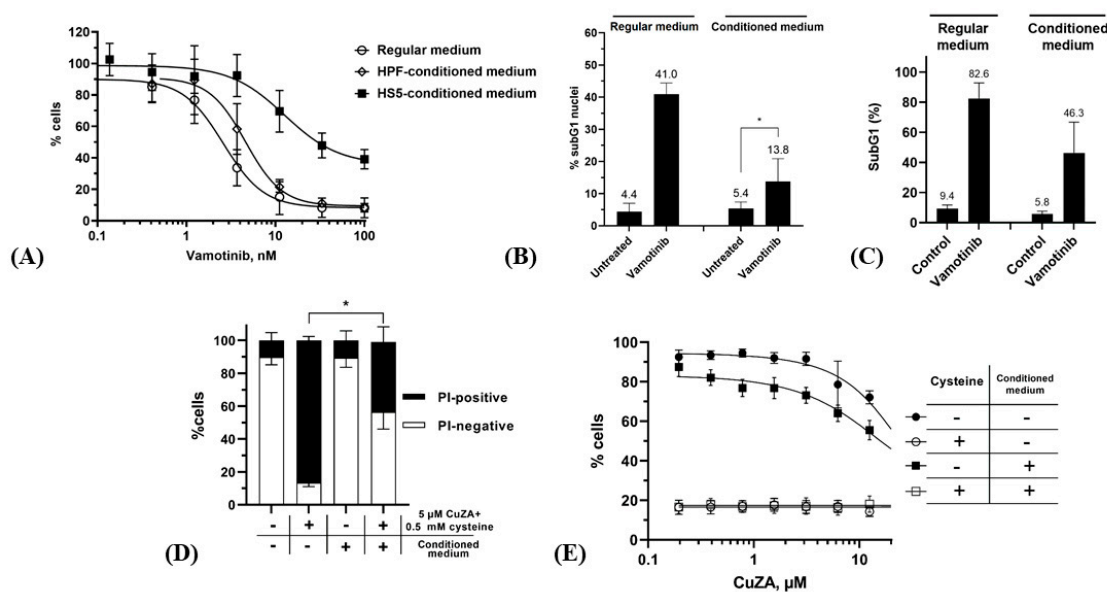 120
100
80
60
40
20
0
% cells
0.1
1
10
100
Vamotinib, nM
Regular medium
HPF-conditioned medium
HS5-conditioned medium
(A)
Regular medium Conditioned medium
60
50
40
30
20
10
0
% subG1 nuclei
4.4
41.0
5.4
*
13.8
Untreated
Vamotinib
Untreated
Vamotinib
(B)
Regular
medium
Conditioned
medium
100
80
60
40
20
0
SubG1 (%)
9.4
82.6
5.8
46.3
Control
Vamotinib
Control
Vamotinib
(C)
*
100
80
60
40
20
0
%cells
PI-positive
PI-negative
- + - + 5 µM CuZA+
0.5 mM cysteine
- - + + Conditioned
medium
(D)
100
80
60
40
20
0
% cells
0.1
1
10
CuZA, µM
Cysteine Conditioned
medium
- -
+ -
- +
+ +
(E)